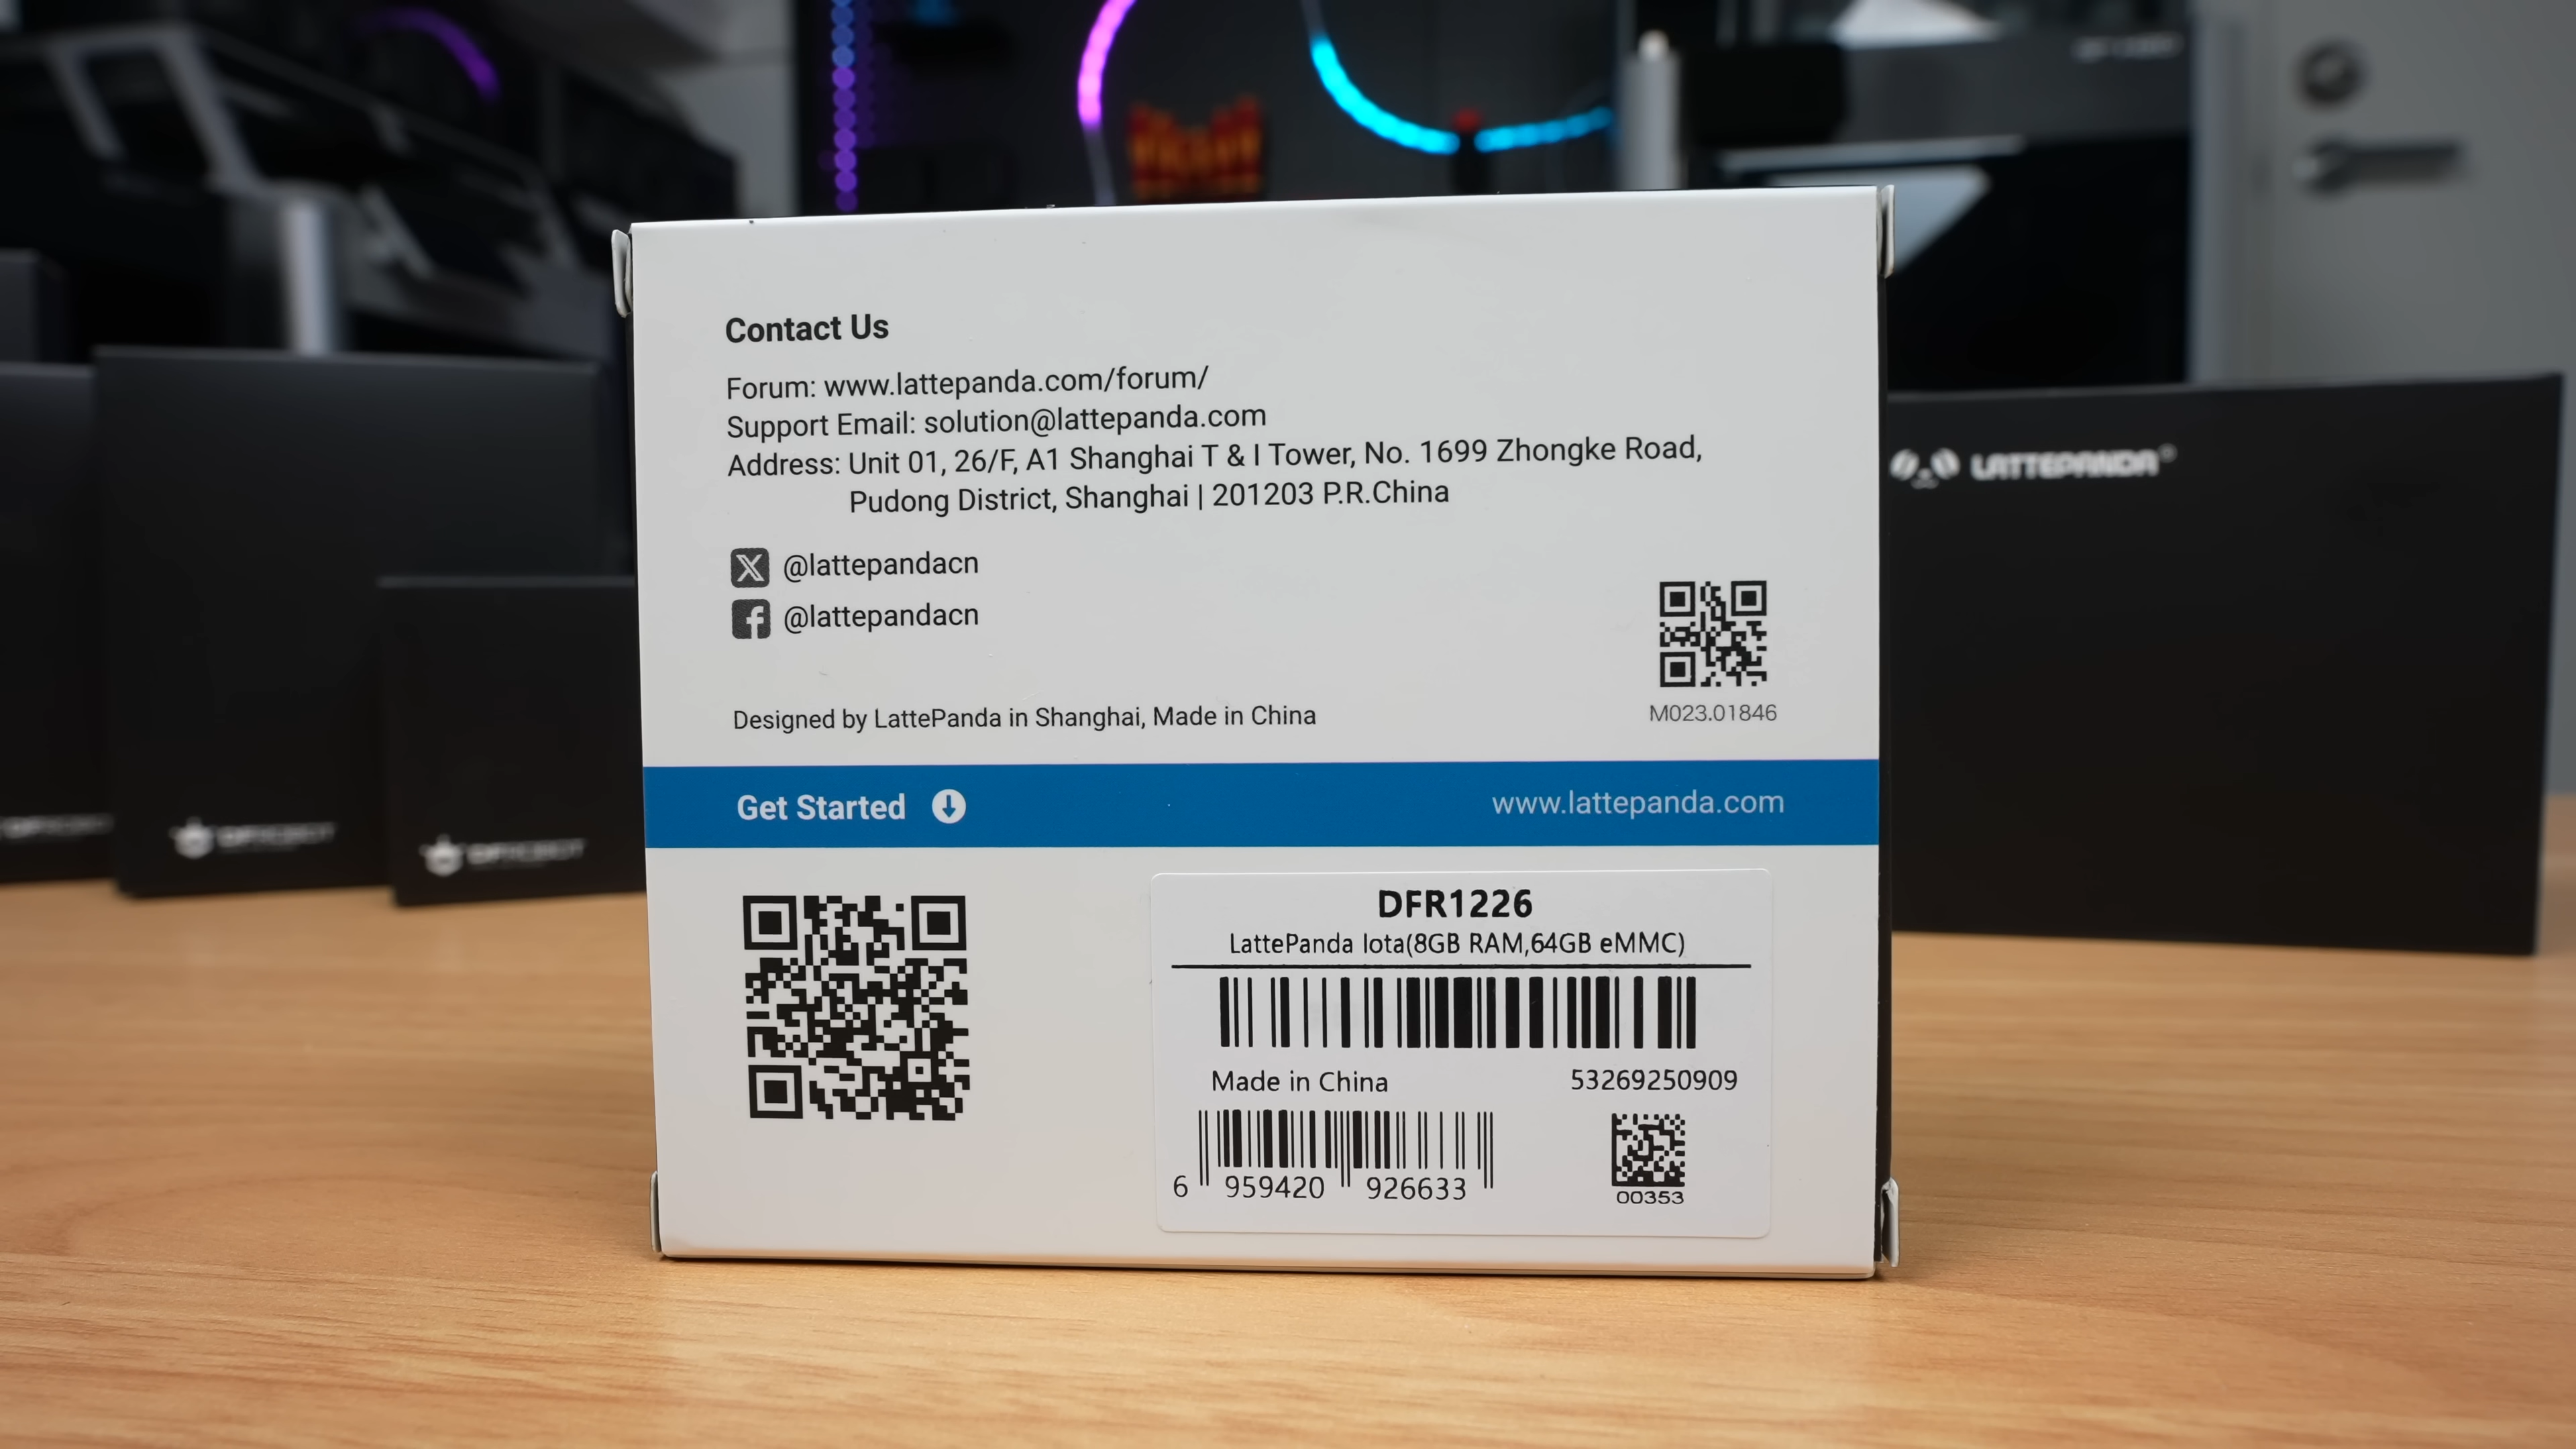 Contact Us
Forum: www.lattepanda.com/forum/
Support Email: solution@lattepanda.com
Address: Unit 01, 26/F, A1 Shanghai T & I Tower, No. 1699 Zhongke Road,
Pudong District, Shanghai | 201203 P.R.China
@lattepandacn
@lattepandacn
M023.01846
Designed by LattePanda in Shanghai, Made in China
Get Started
www.lattepanda.com
DFR1226
LattePanda Iota(8GB RAM,64GB eMMC)
Made in China
53269250909
6 959420 926633
00353
LATTEPANDA®
DFROBOT
DFROBOT